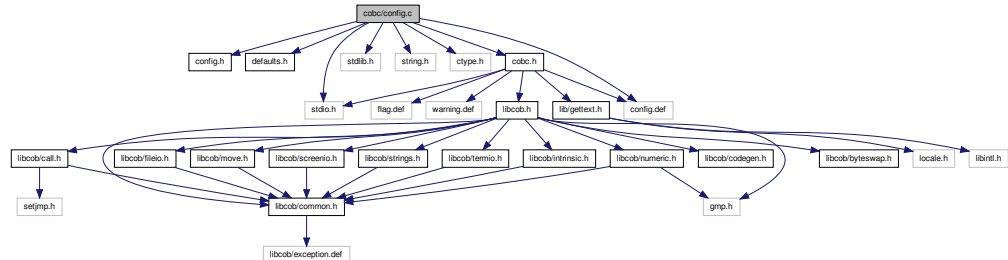 cobc/config.c
config.h
defaults.h
stdlib.h
string.h
ctype.h
cobc.h
stdio.h
flag.def
warning.def
libcob.h
lib/gettext.h
config.def
libcob/call.h
libcob/fileio.h
libcob/move.h
libcob/screenio.h
libcob/strings.h
libcob/termio.h
libcob/intrinsic.h
libcob/numeric.h
libcob/codegen.h
libcob/byteswap.h
locale.h
libintl.h
setjmp.h
libcob/common.h
gmp.h
libcob/exception.def